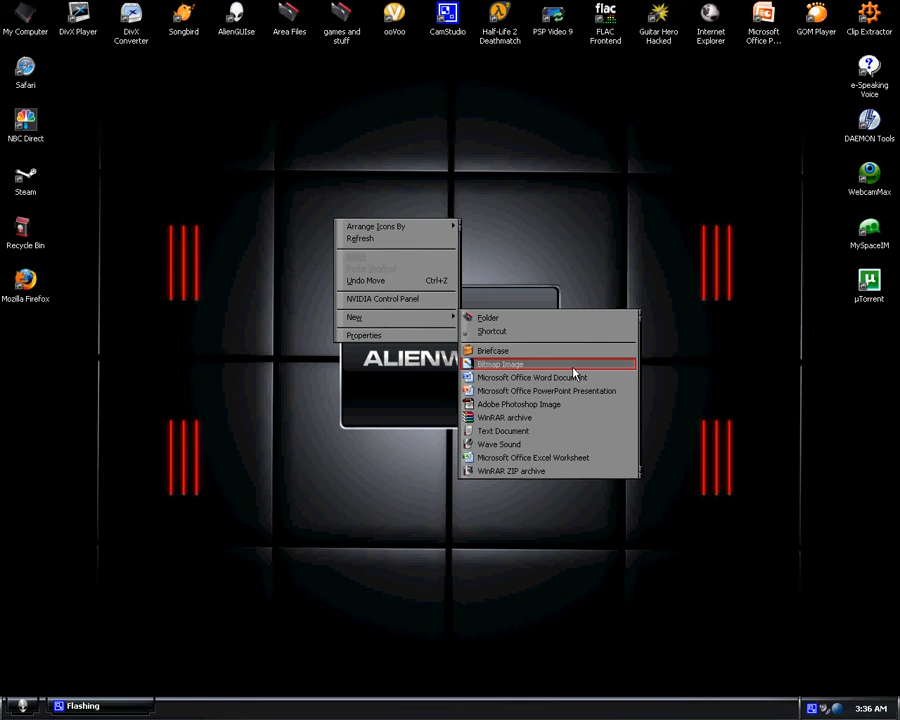 My Computer
DivX Player
DivX
Converter
Songbird
AlienGUIse
Area Files
games and
stuff
ooVoo
CamStudio
Half-Life 2
Deathmatch
PSP Video 9
flac
FLAC
Frontend
Guitar Hero
Hacked
Internet
Explorer
Microsoft
Office P...
GOM Player
Clip Extractor
Safari
e-Speaking
Voice
NBC Direct
DAEMON Tools
Steam
WebcamMax
Recycle Bin
MySpaceIM
Mozilla Firefox
µTorrent
Arrange Icons By
Refresh
Paste Shortcut
Undo Move Ctrl+Z
NVIDIA Control Panel
New
Properties
ALIENW
Folder
Shortcut
Briefcase
Bitmap Image
Microsoft Office Word Document
Microsoft Office PowerPoint Presentation
Adobe Photoshop Image
WinRAR archive
Text Document
Wave Sound
Microsoft Office Excel Worksheet
WinRAR ZIP archive
Flashing
3:36 AM